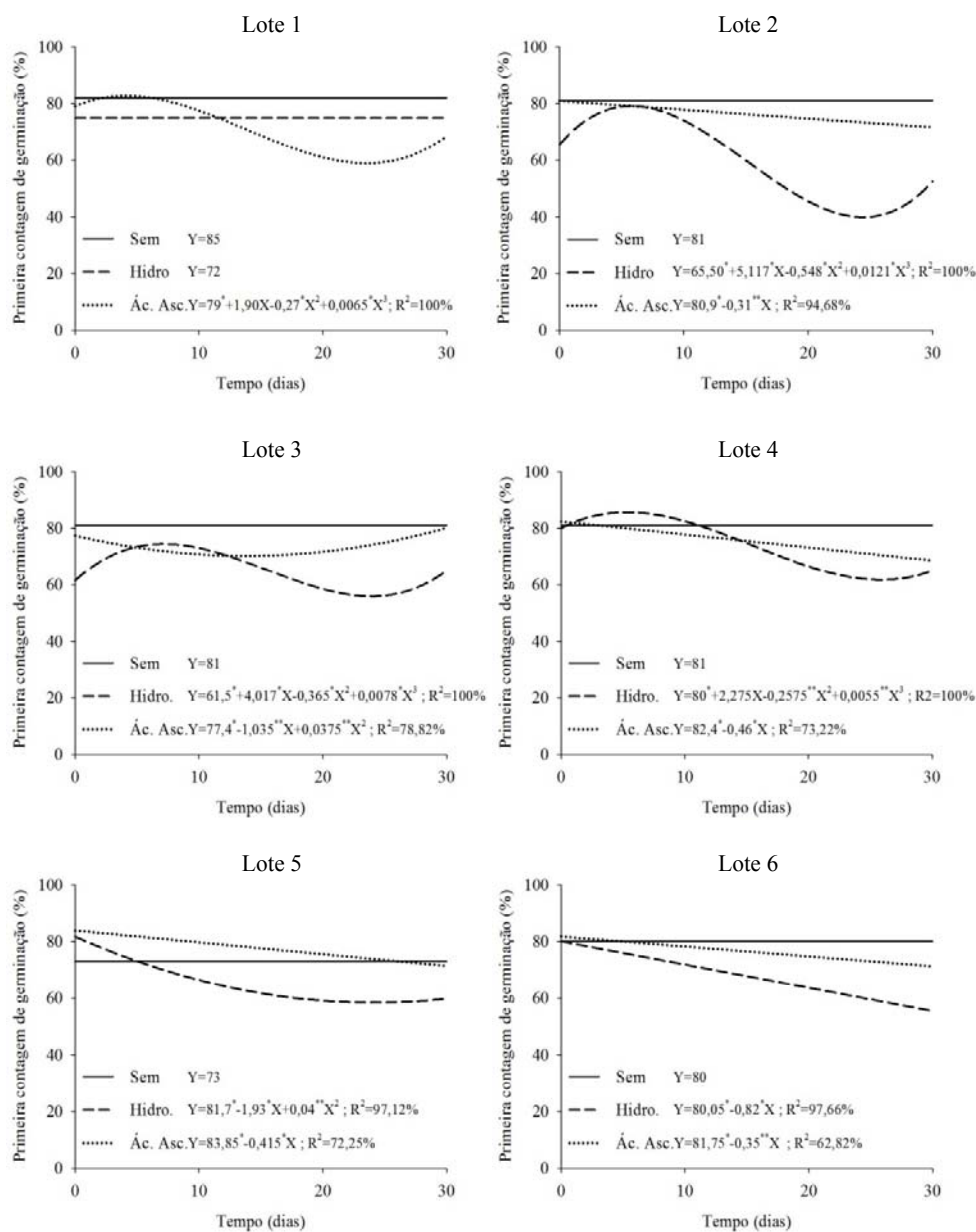 Lote 1
Primeira contagem de germinação (%)
100
80
60
40
20
0
Sem Y=85
Hidro Y=72
Ác. Asc.Y=79*+1,90X-0,27*X²+0,0065*X³; R²=100%
0 10 20 30
Tempo (dias)
Lote 2
Primeira contagem de germinação (%)
100
80
60
40
20
0
Sem Y=81
Hidro Y=65,50*+5,117*X-0,548*X²+0,0121*X³; R²=100%
Ác. Asc.Y=80,9*-0,31**X ; R²=94,68%
0 10 20 30
Tempo (dias)
Lote 3
Primeira contagem de germinação (%)
100
80
60
40
20
0
Sem Y=81
Hidro. Y=61,5*+4,017*X-0,365*X²+0,0078*X³ ; R²=100%
Ác. Asc.Y=77,4*-1,035**X+0,0375**X² ; R²=78,82%
0 10 20 30
Tempo (dias)
Lote 4
Primeira contagem de germinação (%)
100
80
60
40
20
0
Sem Y=81
Hidro. Y=80*+2,275X-0,2575**X²+0,0055**X³ ; R2=100%
Ác. Asc.Y=82,4*-0,46*X ; R²=73,22%
0 10 20 30
Tempo (dias)
Lote 5
Primeira contagem de germinação (%)
100
80
60
40
20
0
Sem Y=73
Hidro. Y=81,7*-1,93*X+0,04**X² ; R²=97,12%
Ác. Asc.Y=83,85*-0,415*X ; R²=72,25%
0 10 20 30
Tempo (dias)
Lote 6
Primeira contagem de germinação (%)
100
80
60
40
20
0
Sem Y=80
Hidro. Y=80,05*-0,82*X ; R²=97,66%
Ác. Asc.Y=81,75*-0,35**X ; R²=62,82%
0 10 20 30
Tempo (dias)